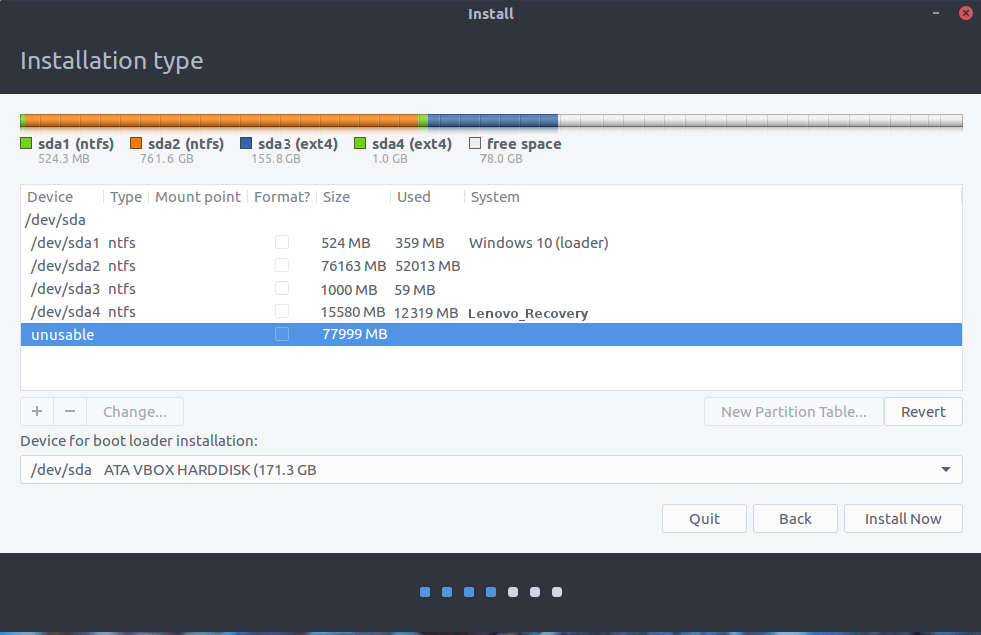 Install
Installation type
sda1 (ntfs) sda2 (ntfs) sda3 (ext4) sda4 (ext4) free space
524.3 MB 761.6 GB 155.8 GB 1.0 GB 78.0 GB
Device Type Mount point Format? Size Used System
/dev/sda
/dev/sda1 ntfs 524 MB 359 MB Windows 10 (loader)
/dev/sda2 ntfs 76163 MB 52013 MB
/dev/sda3 ntfs 1000 MB 59 MB
/dev/sda4 ntfs 15580 MB 12319 MB Lenovo_Recovery
unusable 77999 MB
+ − Change... New Partition Table... Revert
Device for boot loader installation:
/dev/sda ATA VBOX HARDDISK (171.3 GB
Quit Back Install Now